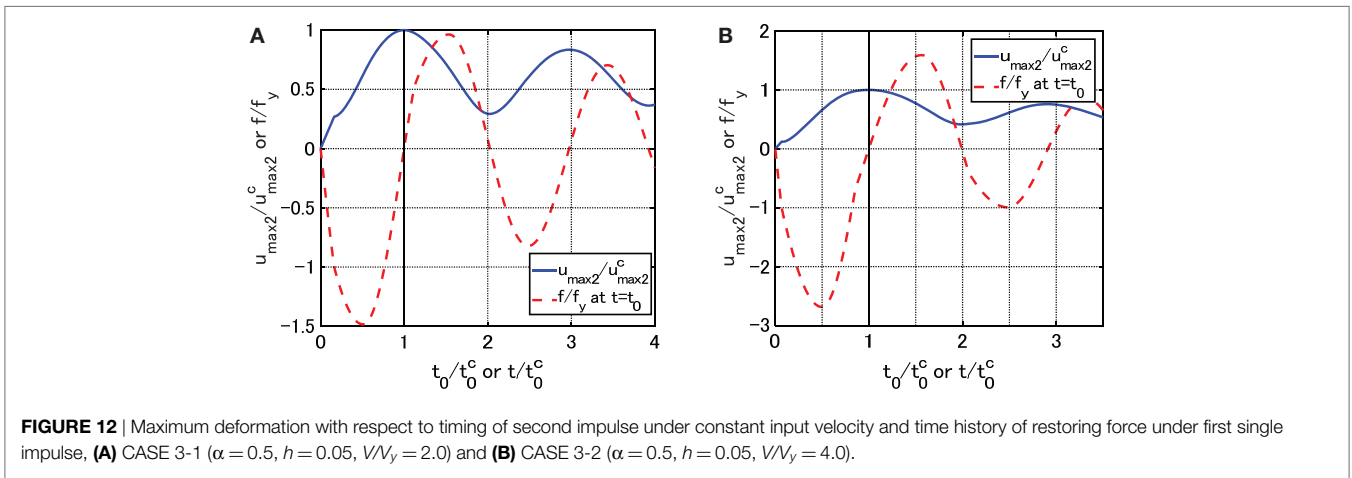 A
1
0.5
0
−0.5
−1
−1.5
0 1 2 3 4
u_max2/u^c_max2 or f/f_y
t_0/t_0^c or t/t_0^c
u_max2/u^c_max2
f/f_y at t=t_0
B
2
1
0
−1
−2
−3
0 1 2 3
u_max2/u^c_max2 or f/f_y
t_0/t_0^c or t/t_0^c
u_max2/u^c_max2
f/f_y at t=t_0
FIGURE 12 | Maximum deformation with respect to timing of second impulse under constant input velocity and time history of restoring force under first single
impulse, (A) CASE 3-1 (α = 0.5, h = 0.05, V/V_y = 2.0) and (B) CASE 3-2 (α = 0.5, h = 0.05, V/V_y = 4.0).